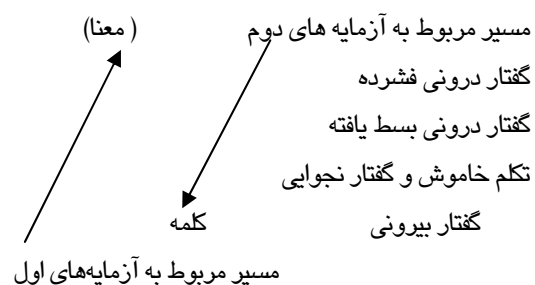 مسیر مربوط به آزمایه های دوم ( معنا)
گفتار درونی فشرده
گفتار درونی بسط یافته
تکلم خاموش و گفتار نجوایی
گفتار بیرونی کلمه
مسیر مربوط به آزمایه‌های اول